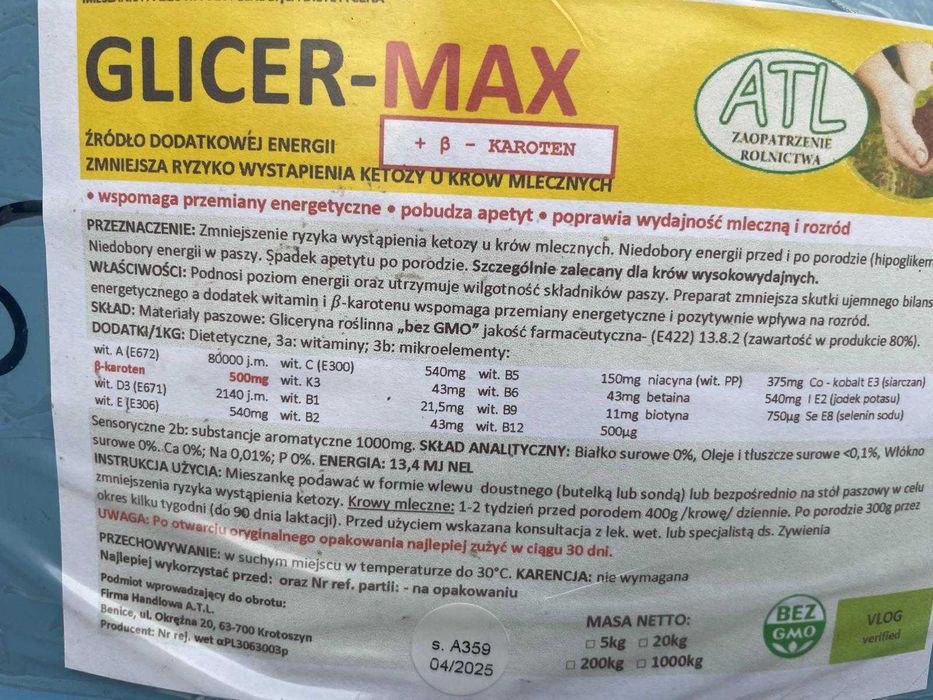 GLICER-MAX
+ β - KAROTEN
ATL
ZAOPATRZENIE
ROLNICTWA
ŹRÓDŁO DODATKOWEJ ENERGII
ZMNIEJSZA RYZYKO WYSTĄPIENIA KETOZY U KRÓW MLECZNYCH
• wspomaga przemiany energetyczne • pobudza apetyt • poprawia wydajność mleczną i rozród
PRZEZNACZENIE: Zmniejszenie ryzyka wystąpienia ketozy u krów mlecznych. Niedobory energii przed i po porodzie (hipoglikem
Niedobory energii w paszy. Spadek apetytu po porodzie. Szczególnie zalecany dla krów wysokowydajnych.
WŁAŚCIWOŚCI: Podnosi poziom energii oraz utrzymuje wilgotność składników paszy. Preparat zmniejsza skutki ujemnego bilans
energetycznego a dodatek witamin i β-karotenu wspomaga przemiany energetyczne i pozytywnie wpływa na rozród.
SKŁAD: Materiały paszowe: Gliceryna roślinna „bez GMO" jakość farmaceutyczna- (E422) 13.8.2 (zawartość w produkcie 80%).
DODATKI/1KG: Dietetyczne, 3a: witaminy; 3b: mikroelementy:
wit. A (E672) 80000 j.m. wit. C (E300) 540mg wit. B5 150mg niacyna (wit. PP) 375mg Co - kobalt E3 (siarczan)
β-karoten 500mg wit. K3 43mg wit. B6 43mg betaina 540mg I E2 (jodek potasu)
wit. D3 (E671) 2140 j.m. wit. B1 21,5mg wit. B9 11mg biotyna 750µg Se E8 (selenin sodu)
wit. E (E306) 540mg wit. B2 43mg wit. B12 500µg
Sensoryczne 2b: substancje aromatyczne 1000mg. SKŁAD ANALITYCZNY: Białko surowe 0%, Oleje i tłuszcze surowe <0,1%, Włókno
surowe 0%. Ca 0%; Na 0,01%; P 0%. ENERGIA: 13,4 MJ NEL
INSTRUKCJA UŻYCIA: Mieszankę podawać w formie wlewu doustnego (butelką lub sondą) lub bezpośrednio na stół paszowy w celu
zmniejszenia ryzyka wystąpienia ketozy. Krowy mleczne: 1-2 tydzień przed porodem 400g /krowę/ dziennie. Po porodzie 300g przez
okres kilku tygodni (do 90 dnia laktacji). Przed użyciem wskazana konsultacja z lek. wet. lub specjalistą ds. Żywienia
UWAGA: Po otwarciu oryginalnego opakowania najlepiej zużyć w ciągu 30 dni.
PRZECHOWYWANIE: w suchym miejscu w temperaturze do 30°C. KARENCJA: nie wymagana
Najlepiej wykorzystać przed: oraz Nr ref. partii: - na opakowaniu
Podmiot wprowadzający do obrotu:
Firma Handlowa A.T.L.
Benice, ul. Okrężna 20, 63-700 Krotoszyn
Producent: Nr rej. wet αPL3063003p
s. A359
04/2025
MASA NETTO:
□ 5kg □ 20kg
□ 200kg □ 1000kg
BEZ
GMO
VLOG
verified